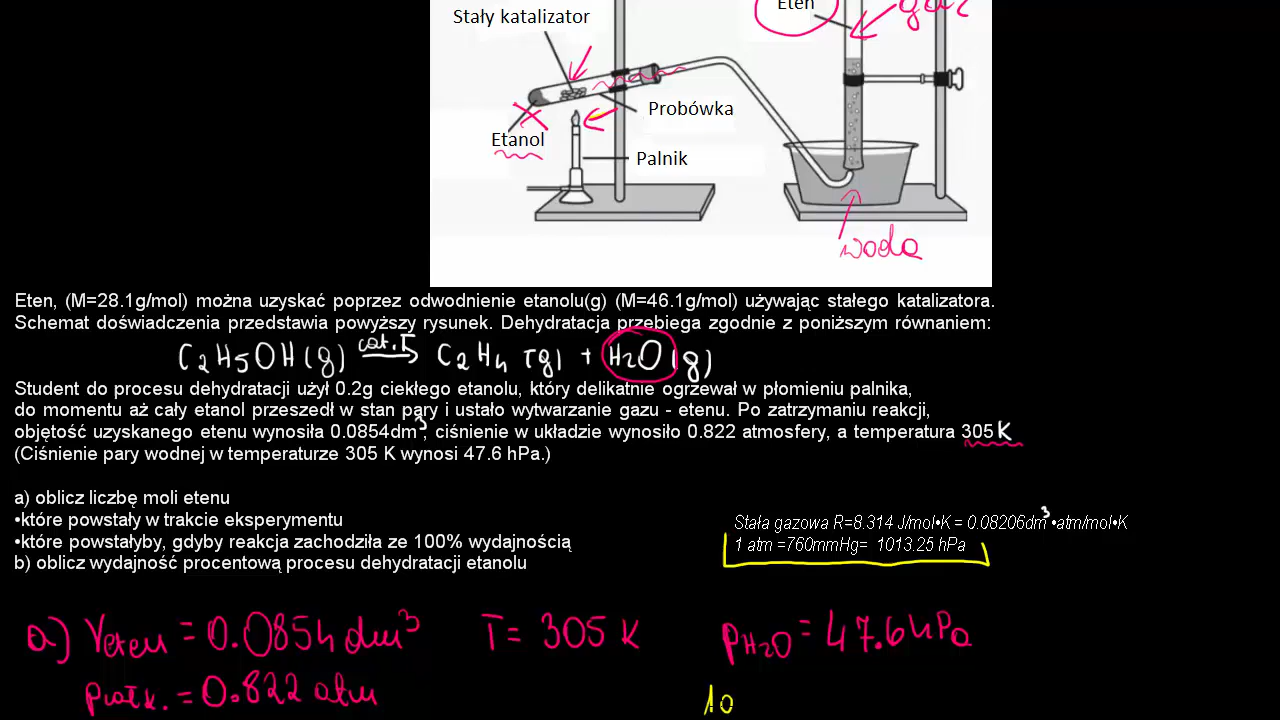 Stały katalizator
Eten
gaz
Probówka
Etanol
Palnik
woda
Eten, (M=28.1g/mol) można uzyskać poprzez odwodnienie etanolu(g) (M=46.1g/mol) używając stałego katalizatora.
Schemat doświadczenia przedstawia powyższy rysunek. Dehydratacja przebiega zgodnie z poniższym równaniem:
C2H5OH(g) cat. T → C2H4 (g) + H2O(g)
Student do procesu dehydratacji użył 0.2g ciekłego etanolu, który delikatnie ogrzewał w płomieniu palnika,
do momentu aż cały etanol przeszedł w stan pary i ustało wytwarzanie gazu - etenu. Po zatrzymaniu reakcji,
objętość uzyskanego etenu wynosiła 0.0854dm³, ciśnienie w układzie wynosiło 0.822 atmosfery, a temperatura 305K
(Ciśnienie pary wodnej w temperaturze 305 K wynosi 47.6 hPa.)
a) oblicz liczbę moli etenu
•które powstały w trakcie eksperymentu
•które powstałyby, gdyby reakcja zachodziła ze 100% wydajnością
b) oblicz wydajność procentową procesu dehydratacji etanolu
Stała gazowa R=8.314 J/mol•K = 0.08206dm³•atm/mol•K
1 atm =760mmHg= 1013.25 hPa
a) Veten = 0.0854 dm³ T= 305 K pH2O = 47.6 hPa
pcałk. = 0.822 atm
10